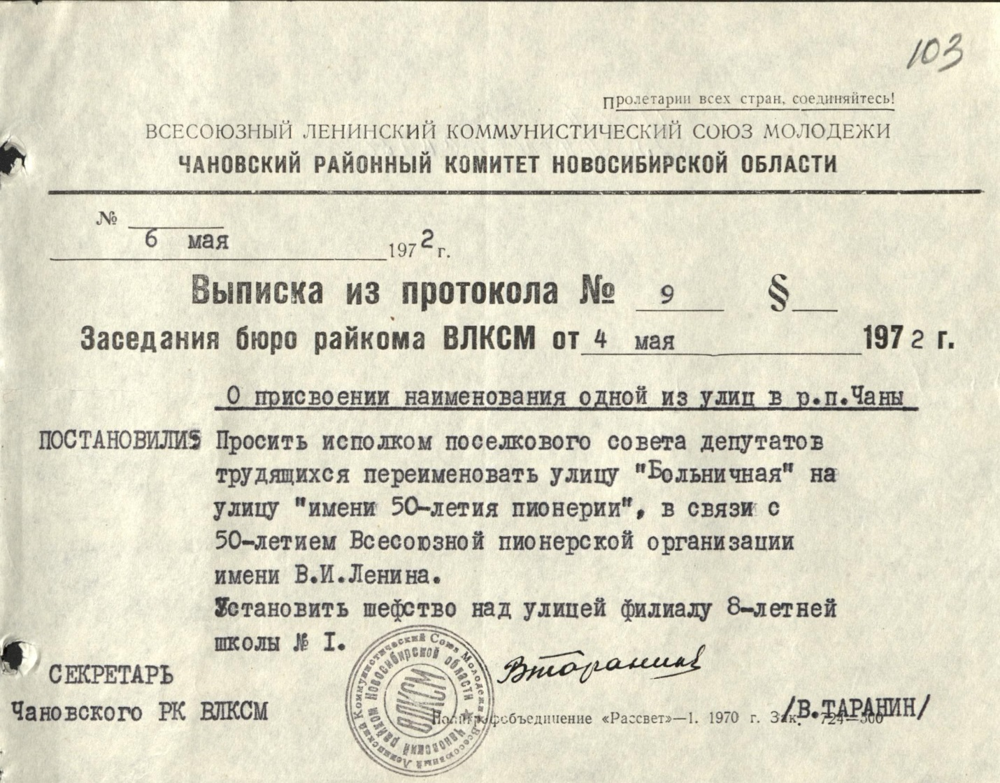 103
Пролетарии всех стран, соединяйтесь!
ВСЕСОЮЗНЫЙ ЛЕНИНСКИЙ КОММУНИСТИЧЕСКИЙ СОЮЗ МОЛОДЕЖИ
ЧАНОВСКИЙ РАЙОННЫЙ КОМИТЕТ НОВОСИБИРСКОЙ ОБЛАСТИ
№
6 мая 1972 г.
Выписка из протокола № 9 §
Заседания бюро райкома ВЛКСМ от 4 мая 1972 г.
О присвоении наименования одной из улиц в р.п.Чаны
ПОСТАНОВИЛИ: Просить исполком поселкового совета депутатов
трудящихся переименовать улицу "Больничная" на
улицу "имени 50-летия пионерии", в связи с
50-летием Всесоюзной пионерской организации
имени В.И.Ленина.
Установить шефство над улицей филиалу 8-летней
школы № I.
СЕКРЕТАРЬ
Чановского РК ВЛКСМ
Втаранин
/В.ТАРАНИН/
Полиграфобъединение «Рассвет»—1. 1970 г. Зак. 724—500
Всесоюзный Ленинский Коммунистический Союз Молодежи
Чановский райком Новосибирской области
ВЛКСМ